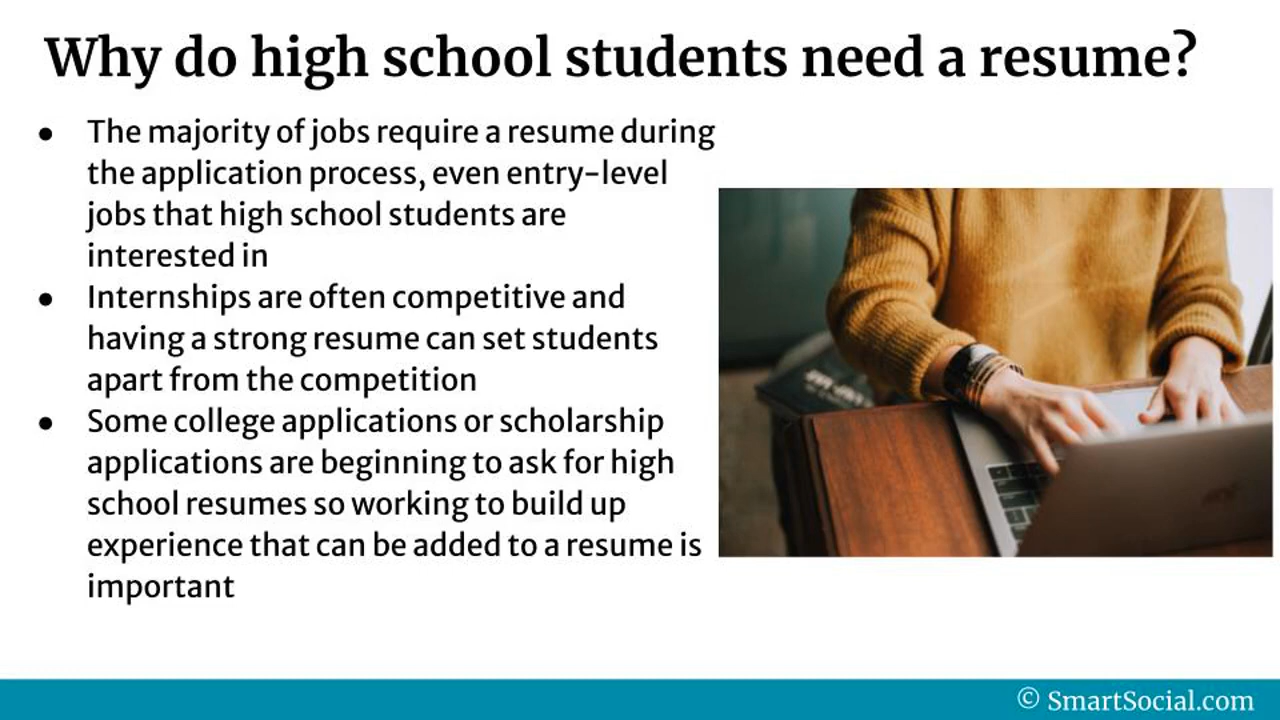 Why do high school students need a resume?
● The majority of jobs require a resume during
the application process, even entry-level
jobs that high school students are
interested in
● Internships are often competitive and
having a strong resume can set students
apart from the competition
● Some college applications or scholarship
applications are beginning to ask for high
school resumes so working to build up
experience that can be added to a resume is
important
© SmartSocial.com